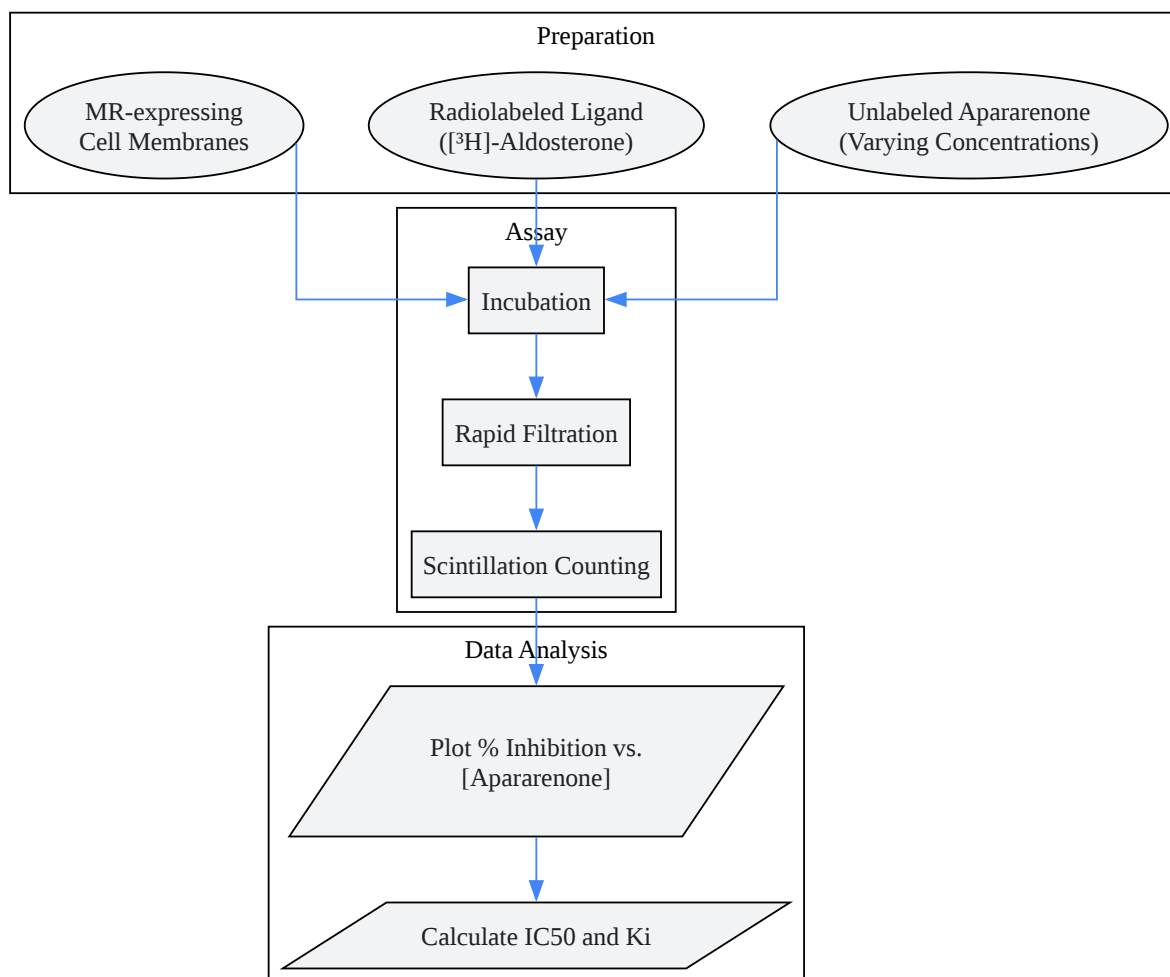 Preparation
MR-expressing
Cell Membranes
Radiolabeled Ligand
([³H]-Aldosterone)
Unlabeled Apararenone
(Varying Concentrations)
Assay
Incubation
Rapid Filtration
Scintillation Counting
Data Analysis
Plot % Inhibition vs.
[Apararenone]
Calculate IC50 and Ki